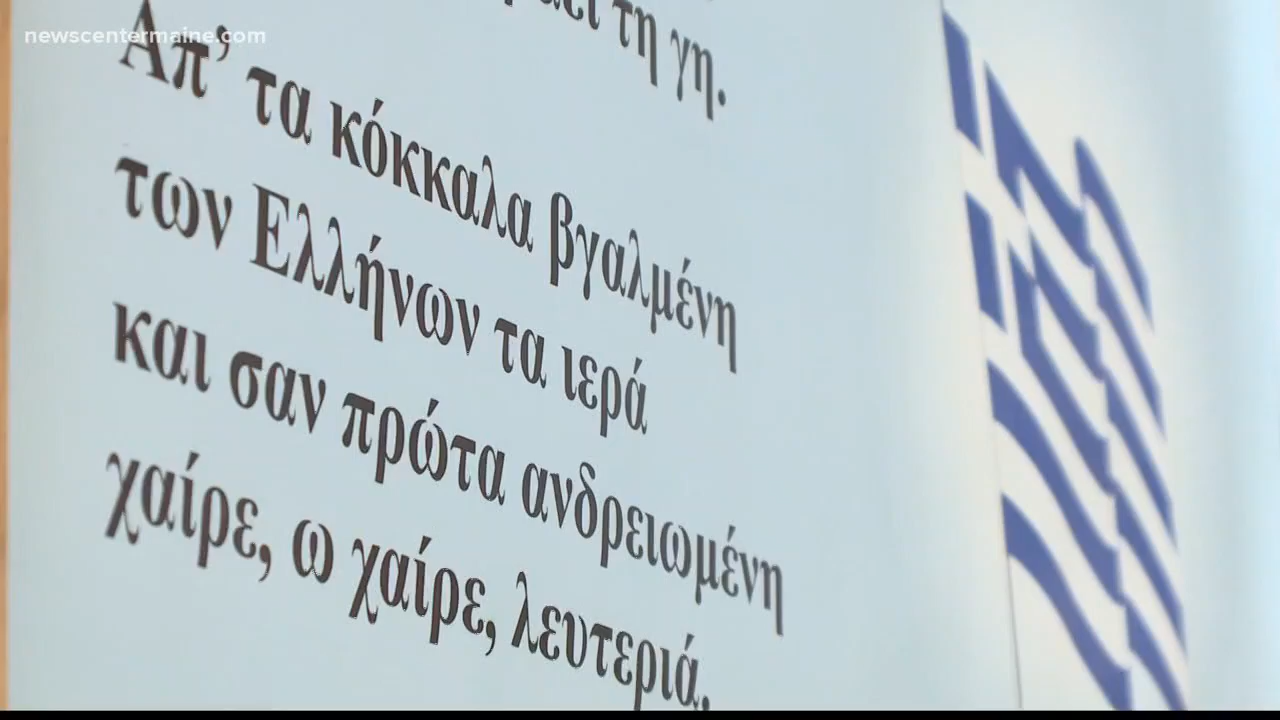 newscentermaine.com
τη γη.
Απ’ τα κόκκαλα βγαλμένη
των Ελλήνων τα ιερά
και σαν πρώτα ανδρειωμένη
χαίρε, ω χαίρε, λευτεριά.